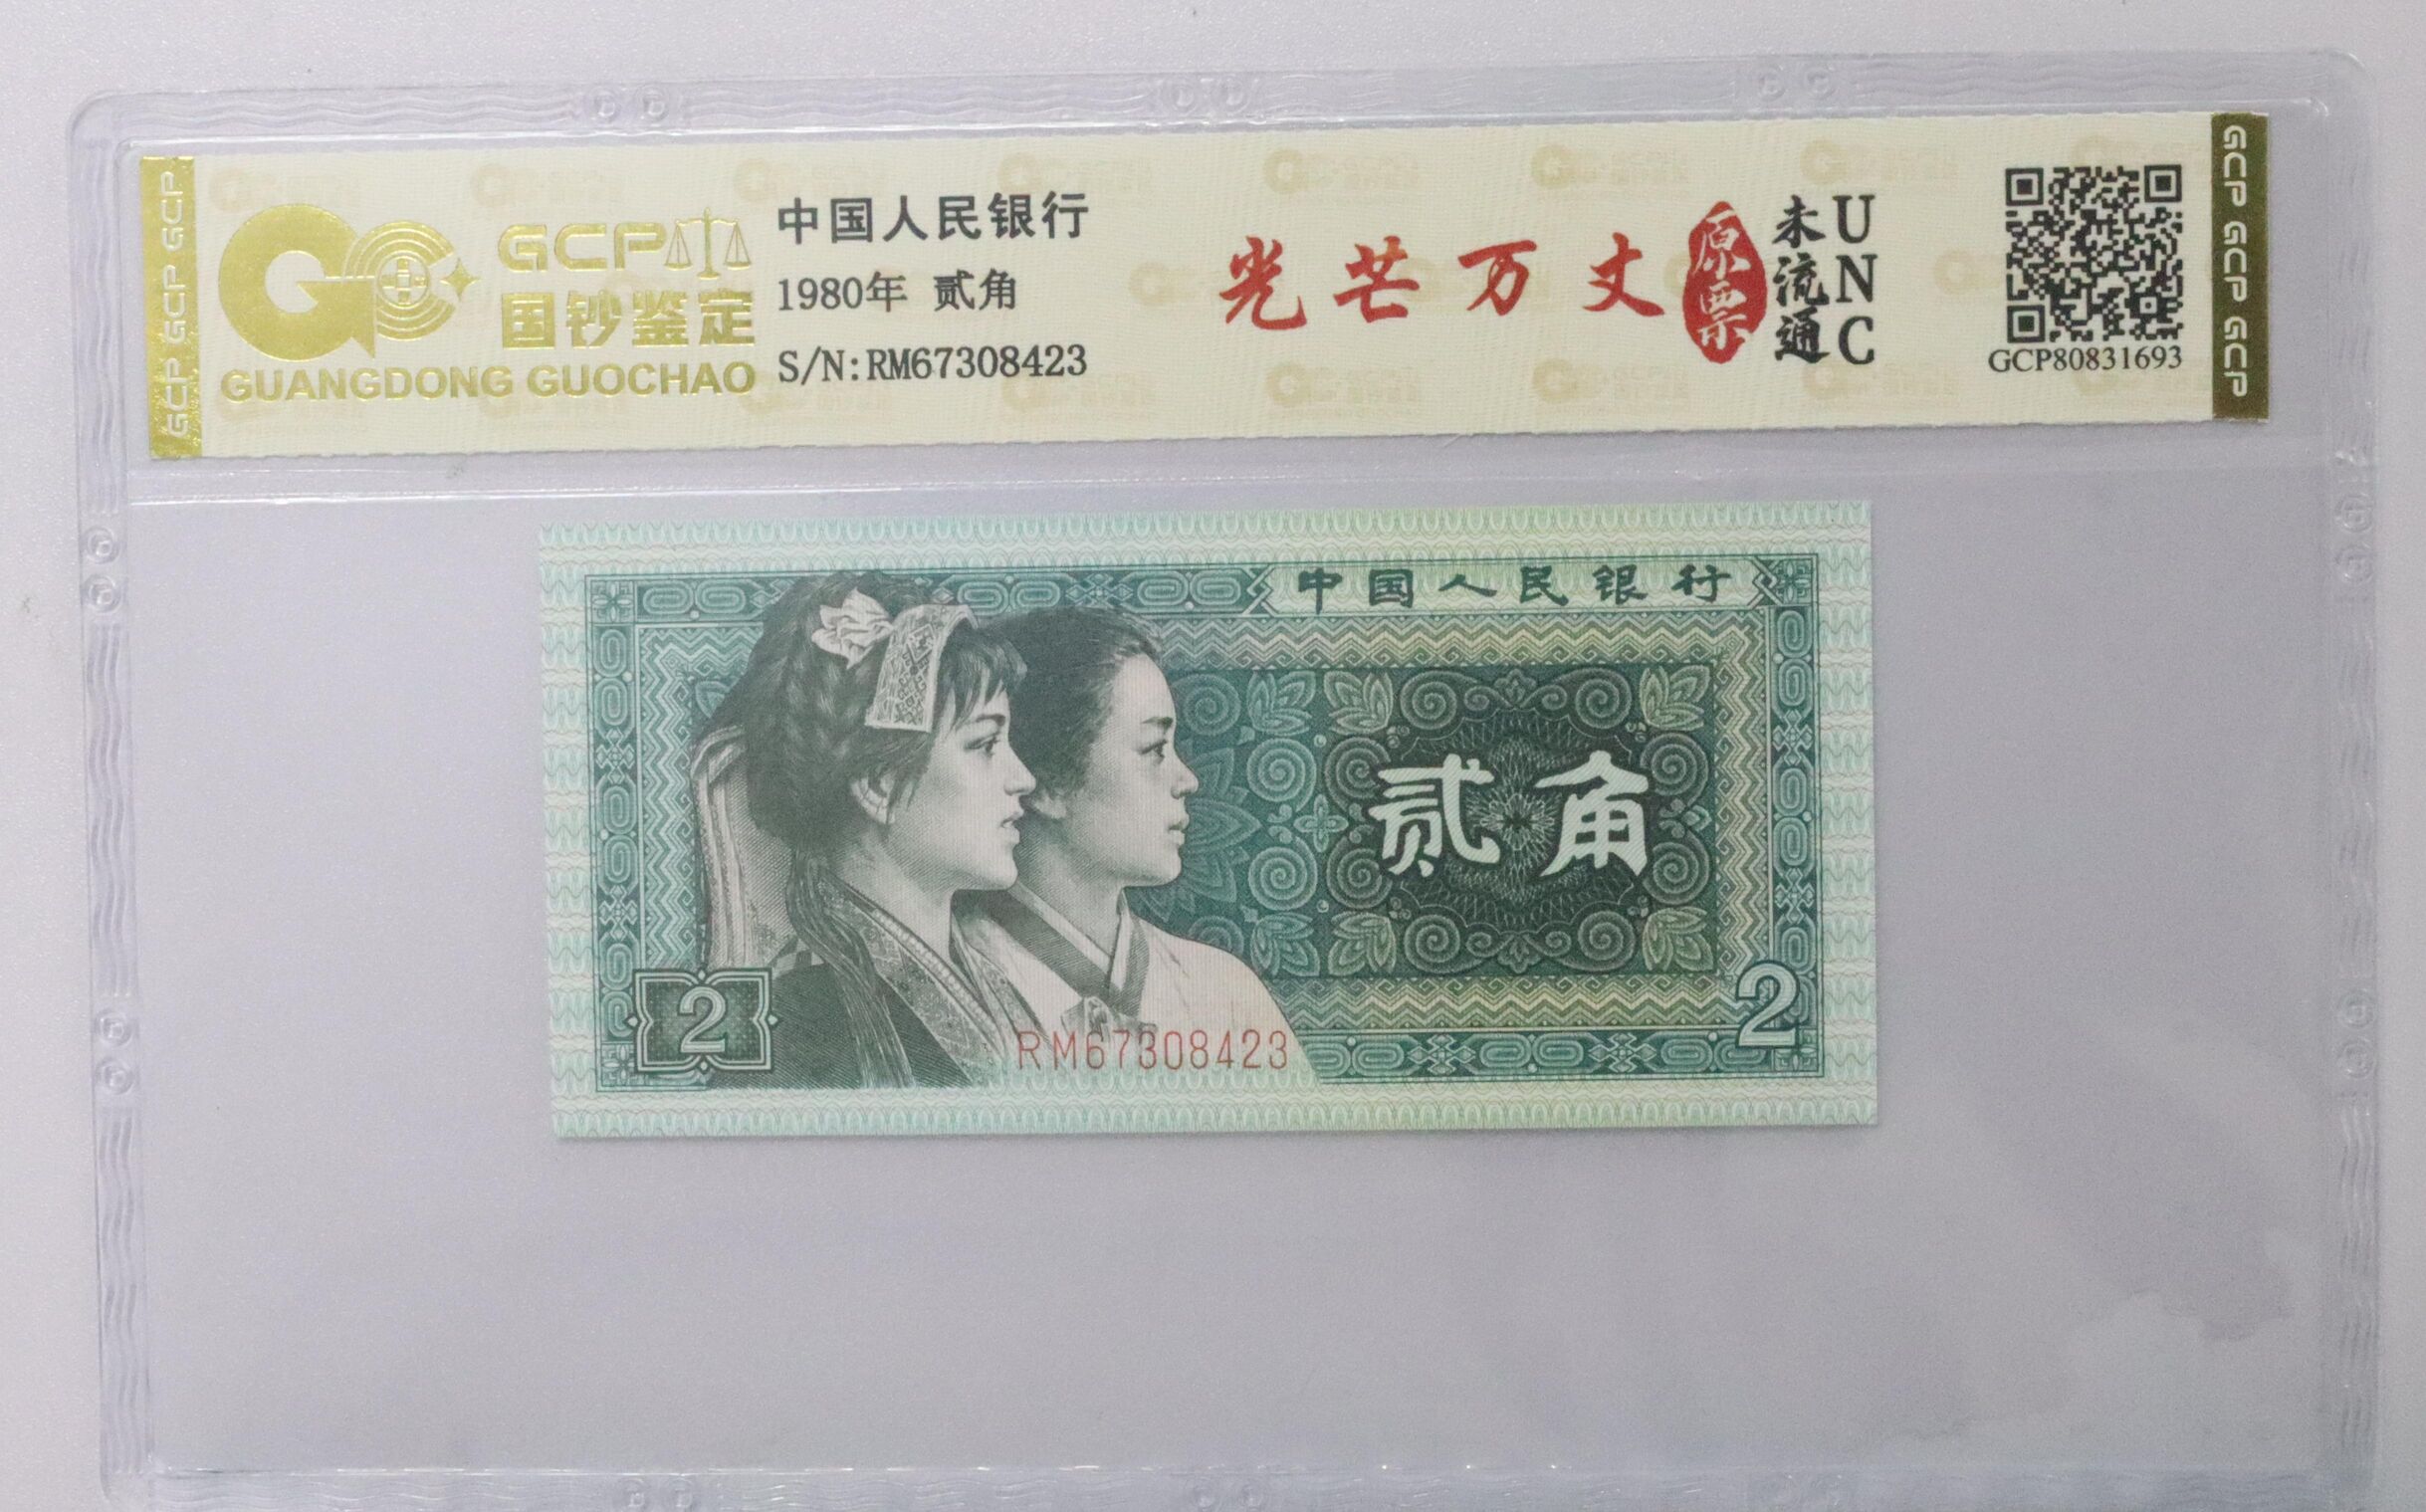 GCP GCP GCP
GCP
国钞鉴定
GUANGDONG GUOCHAO
中国人民银行
1980年 贰角
S/N:RM67308423
光芒万丈
原票
未流通
UNC
GCP80831693
GCP GCP GCP
中国人民银行
贰角
2
RM67308423
2